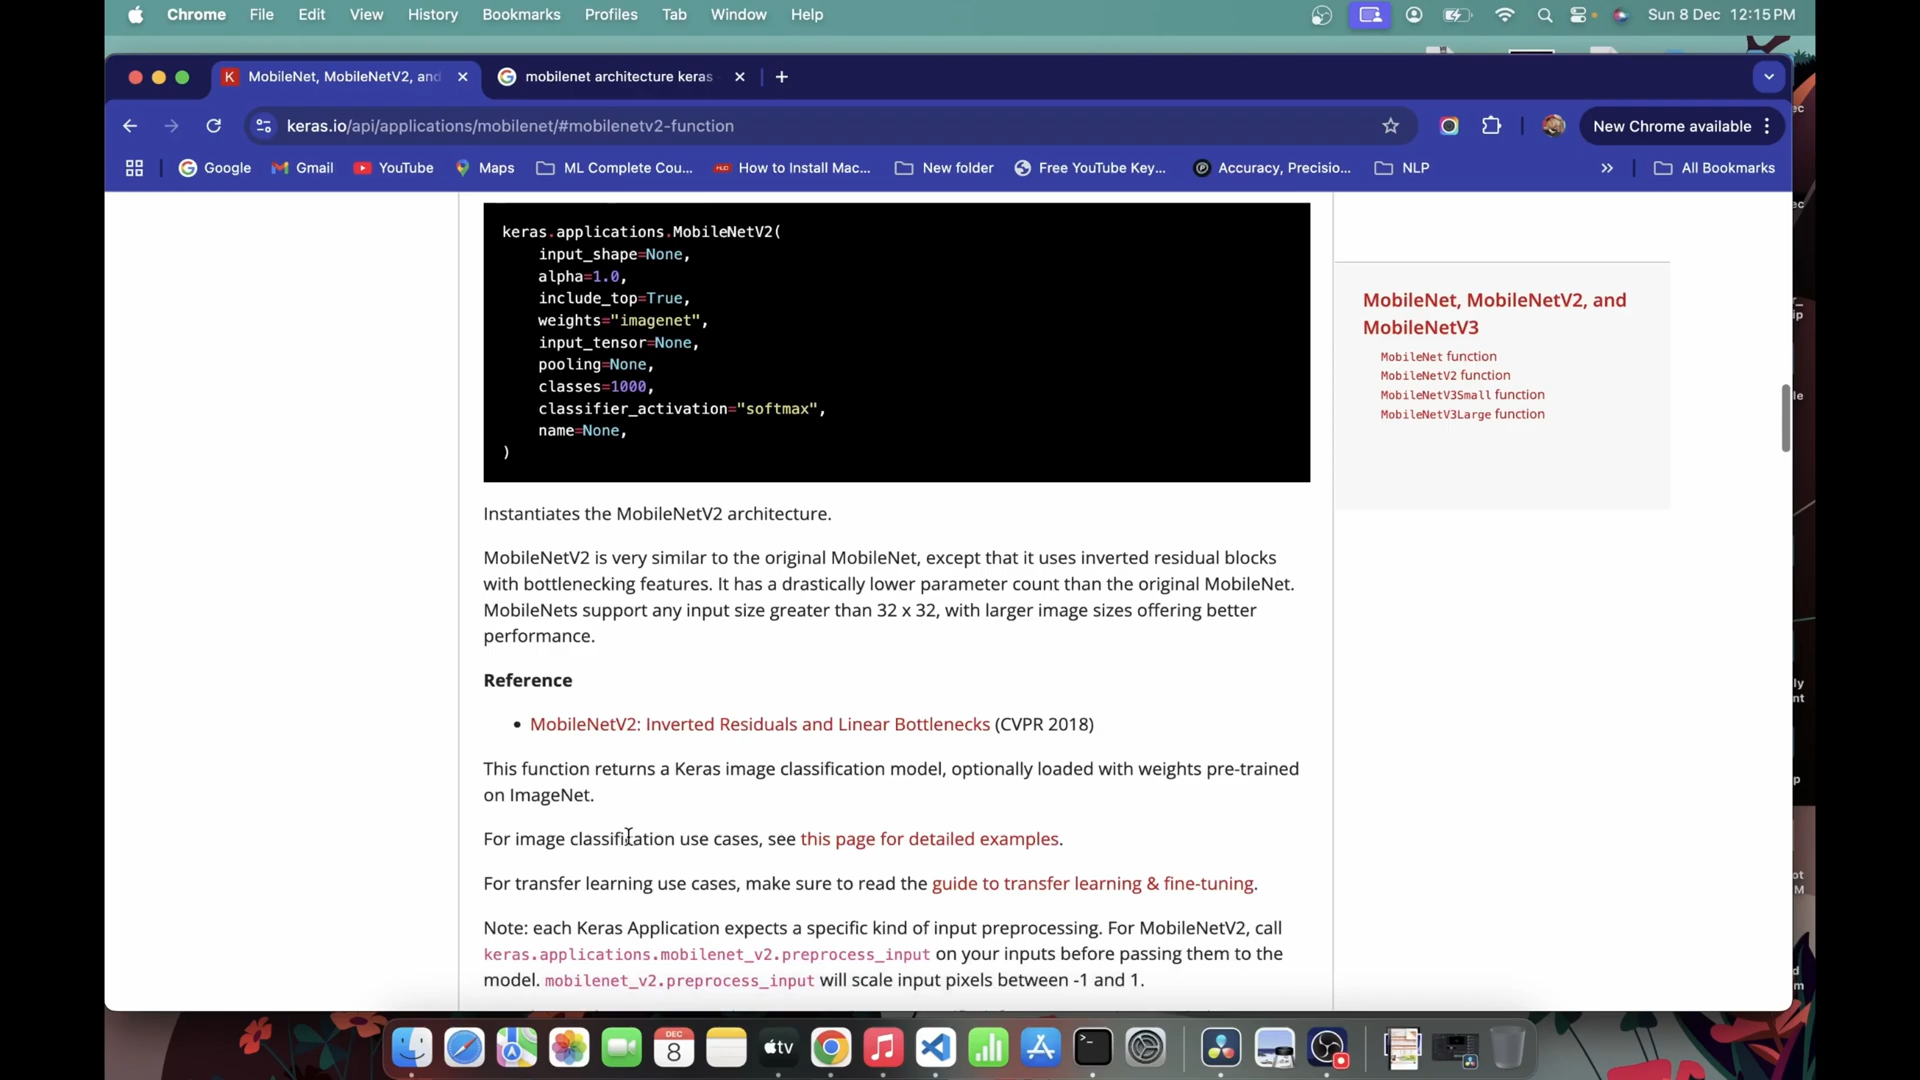 Chrome File Edit View History Bookmarks Profiles Tab Window Help Sun 8 Dec 12:15 PM
MobileNet, MobileNetV2, and mobilenet architecture keras
keras.io/api/applications/mobilenet/#mobilenetv2-function New Chrome available
Google Gmail YouTube Maps ML Complete Cou... How to Install Mac... New folder Free YouTube Key... Accuracy, Precisio... NLP » All Bookmarks
keras.applications.MobileNetV2(
input_shape=None,
alpha=1.0,
include_top=True,
weights="imagenet",
input_tensor=None,
pooling=None,
classes=1000,
classifier_activation="softmax",
name=None,
)
MobileNet, MobileNetV2, and
MobileNetV3
MobileNet function
MobileNetV2 function
MobileNetV3Small function
MobileNetV3Large function
Instantiates the MobileNetV2 architecture.
MobileNetV2 is very similar to the original MobileNet, except that it uses inverted residual blocks
with bottlenecking features. It has a drastically lower parameter count than the original MobileNet.
MobileNets support any input size greater than 32 x 32, with larger image sizes offering better
performance.
Reference
• MobileNetV2: Inverted Residuals and Linear Bottlenecks (CVPR 2018)
This function returns a Keras image classification model, optionally loaded with weights pre-trained
on ImageNet.
For image classification use cases, see this page for detailed examples.
For transfer learning use cases, make sure to read the guide to transfer learning & fine-tuning.
Note: each Keras Application expects a specific kind of input preprocessing. For MobileNetV2, call
keras.applications.mobilenet_v2.preprocess_input on your inputs before passing them to the
model. mobilenet_v2.preprocess_input will scale input pixels between -1 and 1.
DEC
8
tv